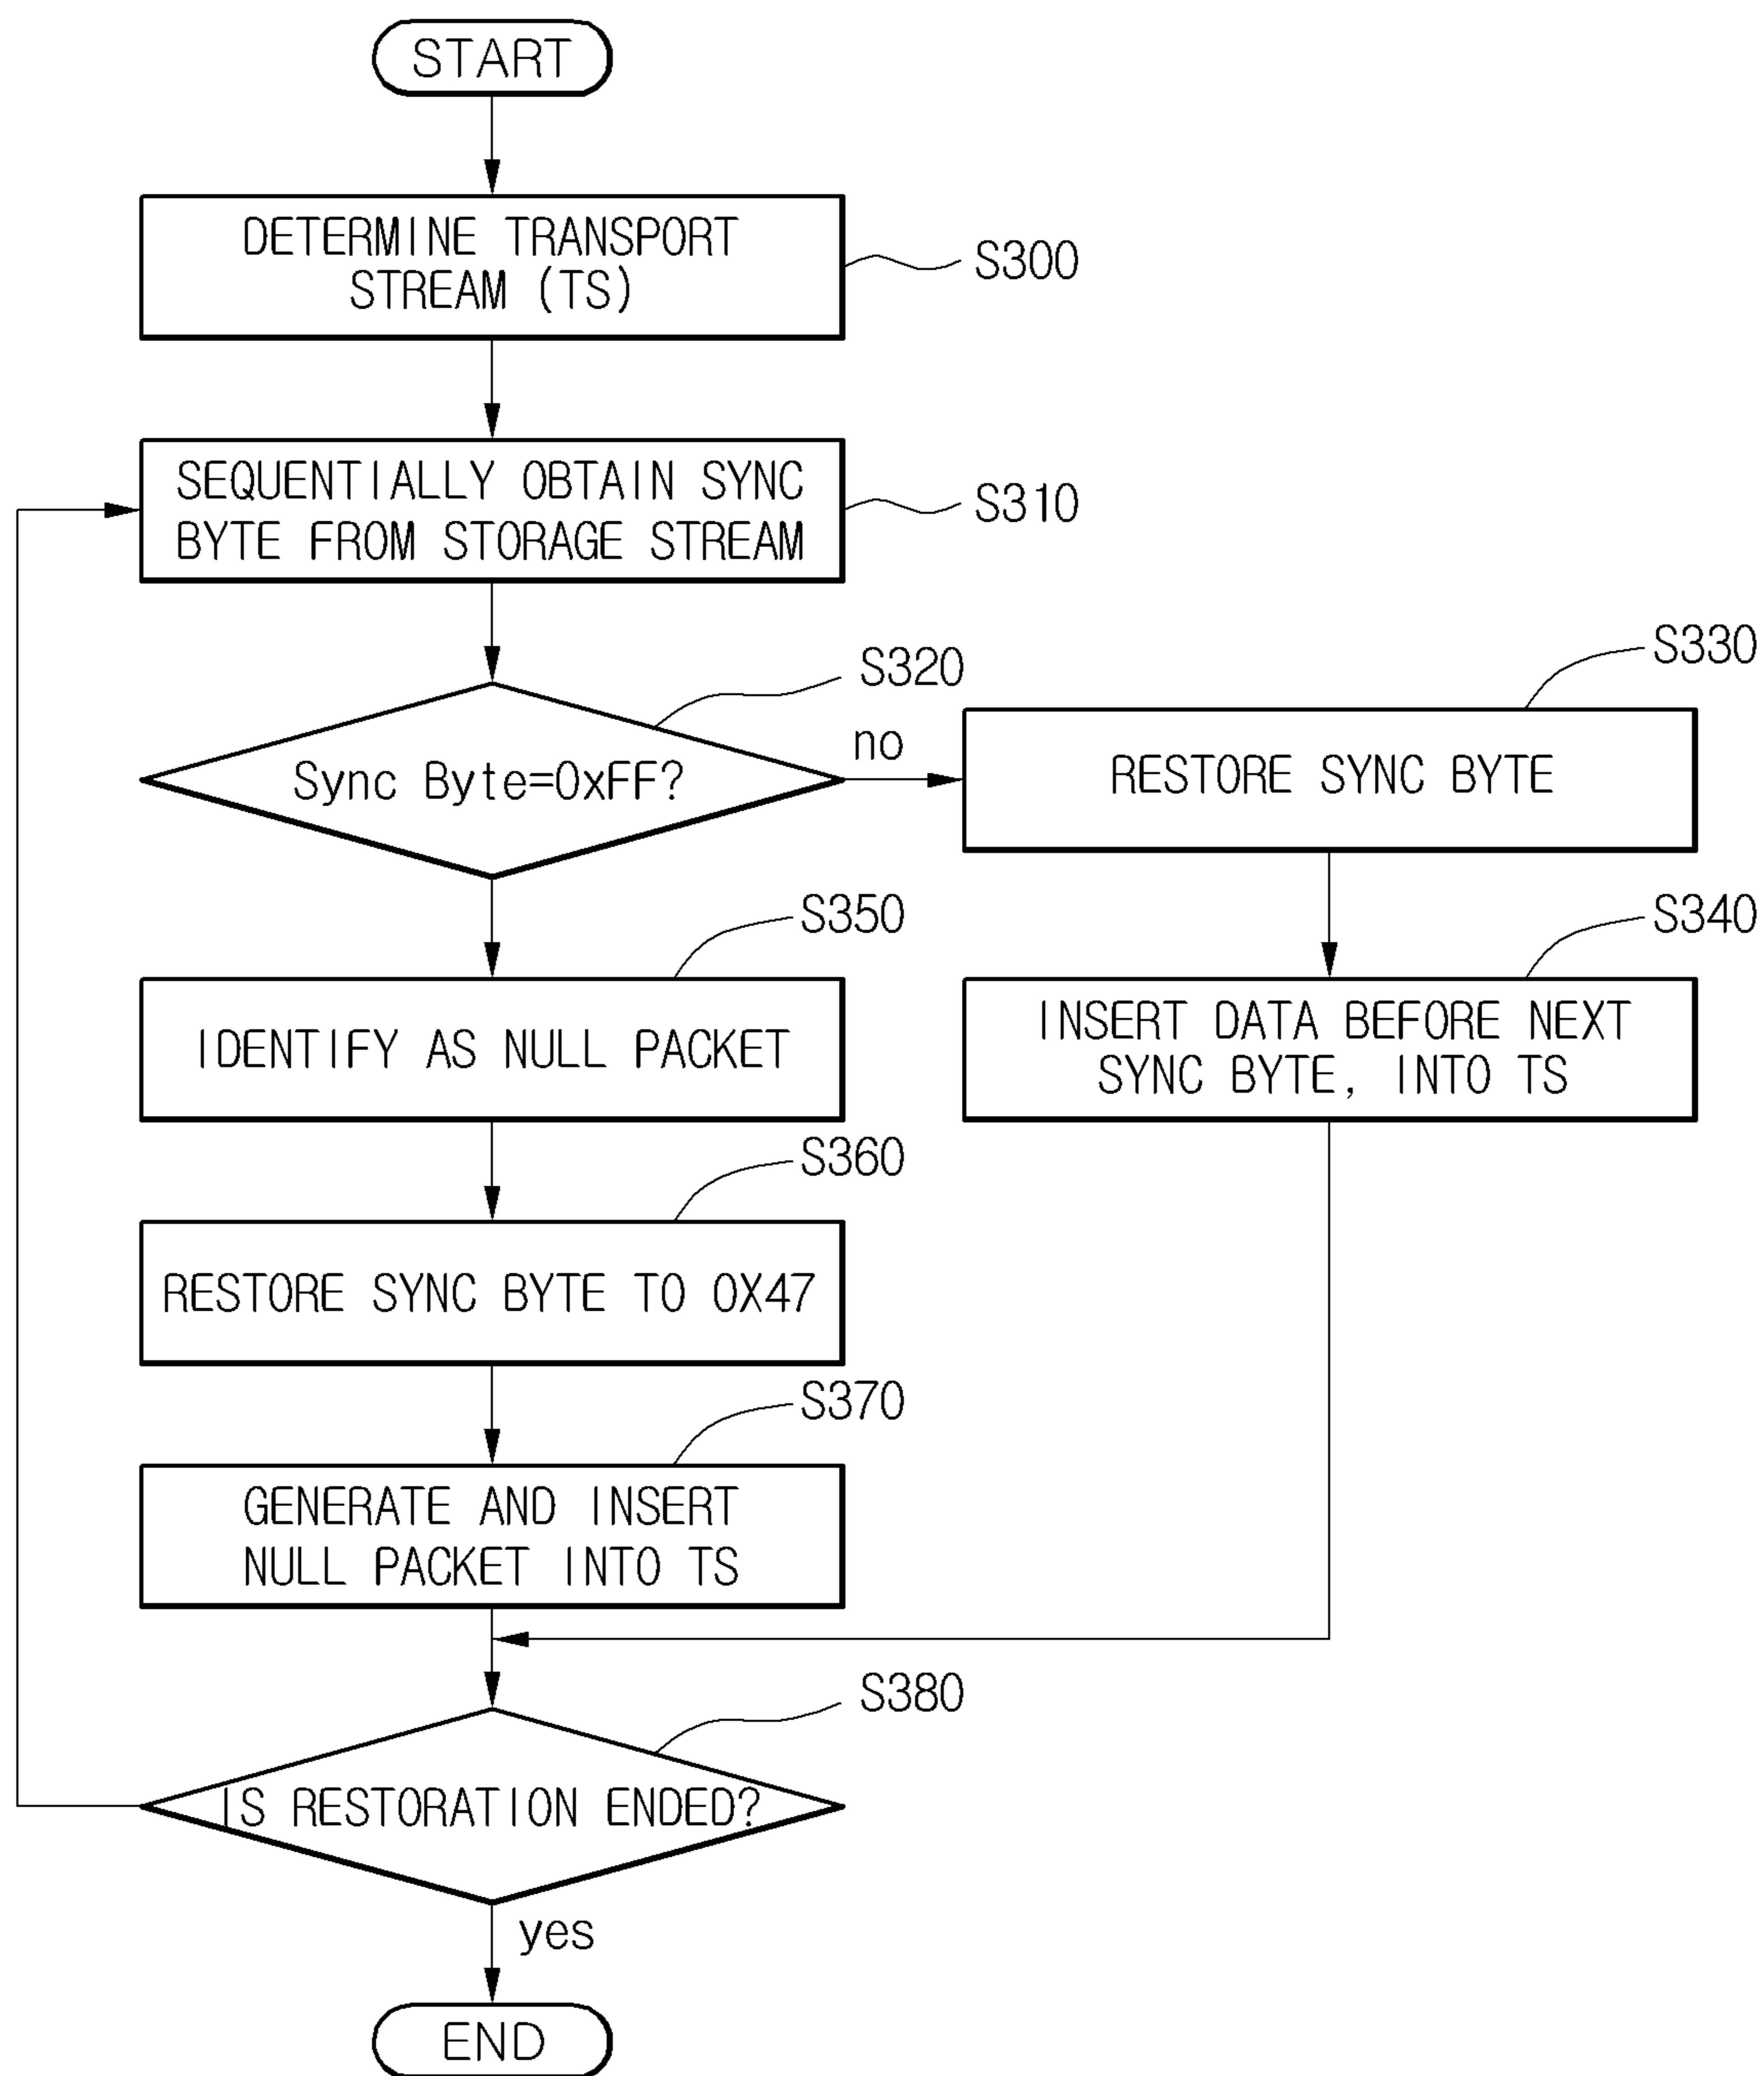 START
DETERMINE TRANSPORT
STREAM (TS)
S300
SEQUENTIALLY OBTAIN SYNC
BYTE FROM STORAGE STREAM
S310
Sync Byte=0xFF?
S320
no
RESTORE SYNC BYTE
S330
INSERT DATA BEFORE NEXT
SYNC BYTE, INTO TS
S340
IDENTIFY AS NULL PACKET
S350
RESTORE SYNC BYTE TO 0X47
S360
GENERATE AND INSERT
NULL PACKET INTO TS
S370
IS RESTORATION ENDED?
S380
yes
END